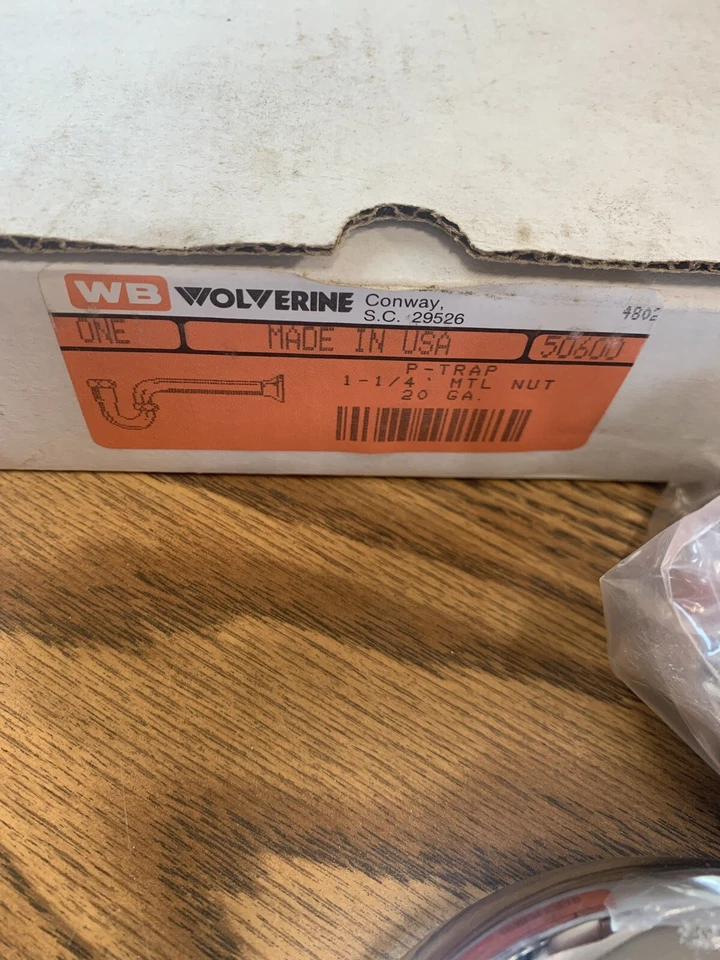 WB WOLVERINE Conway,
S.C. 29526
4802
ONE MADE IN USA 50600
P-TRAP
1-1/4' MTL NUT
20 GA.